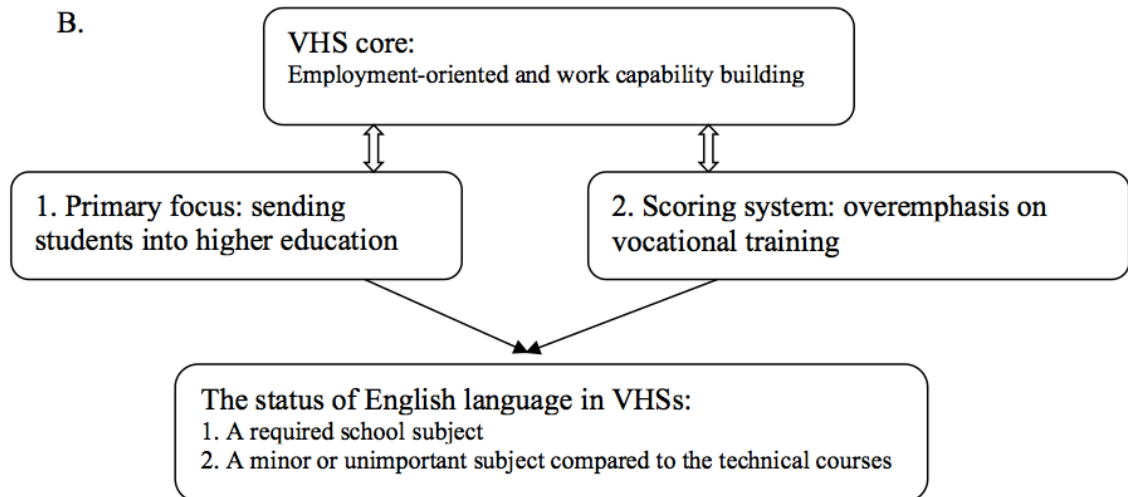 B.
VHS core:
Employment-oriented and work capability building
1. Primary focus: sending
students into higher education
2. Scoring system: overemphasis on
vocational training
The status of English language in VHSs:
1. A required school subject
2. A minor or unimportant subject compared to the technical courses